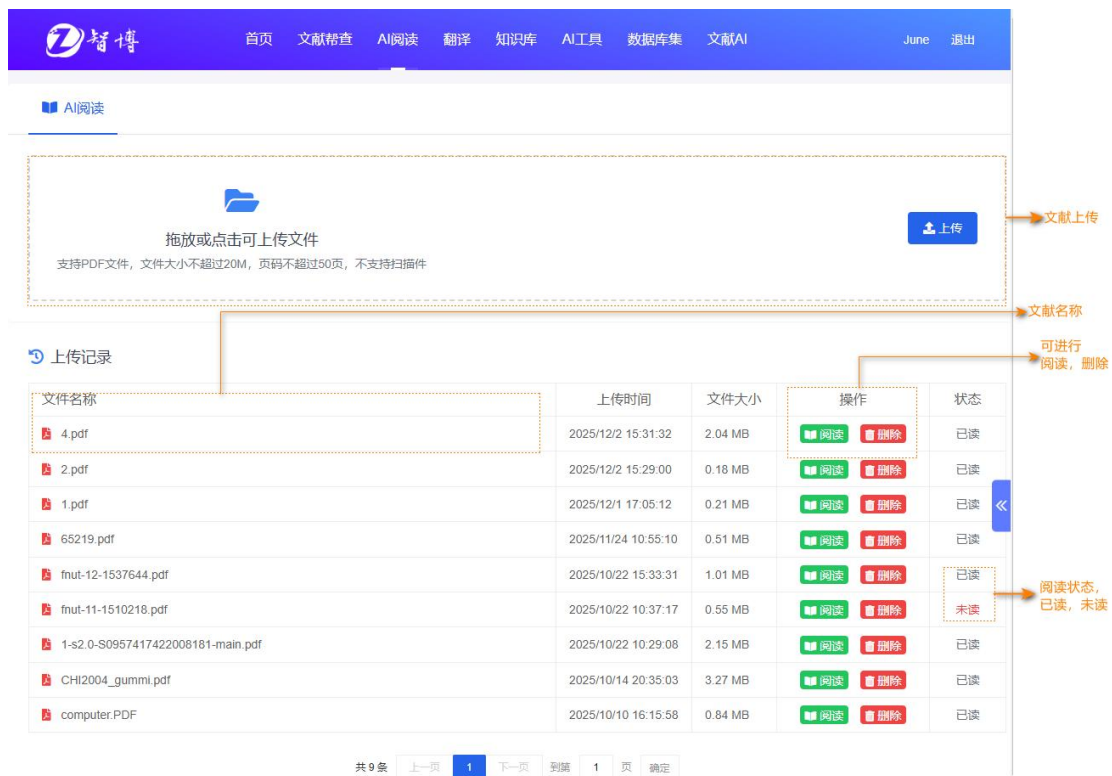 智博 首页 文献帮查 AI阅读 翻译 知识库 AI工具 数据库集 文献AI June 退出
AI阅读
拖放或点击可上传文件
支持PDF文件，文件大小不超过20M，页码不超过50页，不支持扫描件
上传
文献上传
文献名称
可进行
阅读，删除
上传记录
文件名称 上传时间 文件大小 操作 状态
4.pdf 2025/12/2 15:31:32 2.04 MB 阅读 删除 已读
2.pdf 2025/12/2 15:29:00 0.18 MB 阅读 删除 已读
1.pdf 2025/12/1 17:05:12 0.21 MB 阅读 删除 已读
65219.pdf 2025/11/24 10:55:10 0.51 MB 阅读 删除 已读
fnut-12-1537644.pdf 2025/10/22 15:33:31 1.01 MB 阅读 删除 已读
fnut-11-1510218.pdf 2025/10/22 10:37:17 0.55 MB 阅读 删除 未读
阅读状态，
已读，未读
1-s2.0-S0957417422008181-main.pdf 2025/10/22 10:29:08 2.15 MB 阅读 删除 已读
CHI2004_gummi.pdf 2025/10/14 20:35:03 3.27 MB 阅读 删除 已读
computer.PDF 2025/10/10 16:15:58 0.84 MB 阅读 删除 已读
共 9 条 上一页 1 下一页 到第 1 页 确定